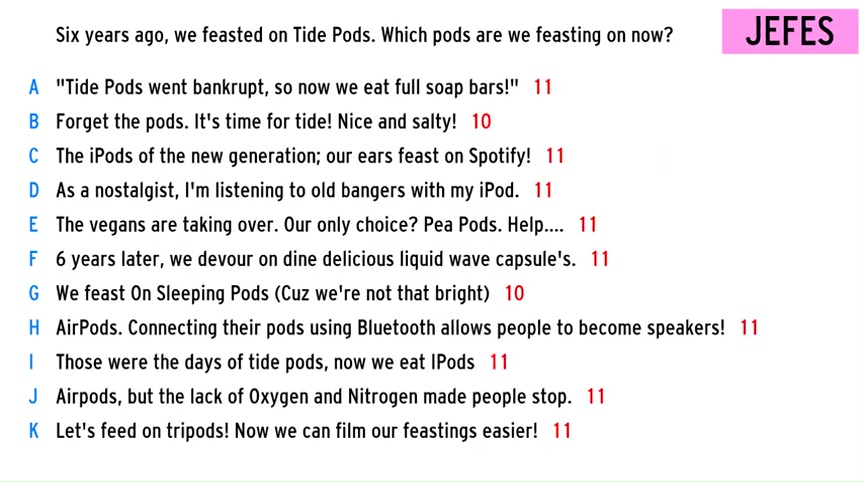 Six years ago, we feasted on Tide Pods. Which pods are we feasting on now?
JEFES
A "Tide Pods went bankrupt, so now we eat full soap bars!" 11
B Forget the pods. It's time for tide! Nice and salty! 10
C The iPods of the new generation; our ears feast on Spotify! 11
D As a nostalgist, I'm listening to old bangers with my iPod. 11
E The vegans are taking over. Our only choice? Pea Pods. Help.... 11
F 6 years later, we devour on dine delicious liquid wave capsule's. 11
G We feast On Sleeping Pods (Cuz we're not that bright) 10
H AirPods. Connecting their pods using Bluetooth allows people to become speakers! 11
I Those were the days of tide pods, now we eat IPods 11
J Airpods, but the lack of Oxygen and Nitrogen made people stop. 11
K Let's feed on tripods! Now we can film our feastings easier! 11